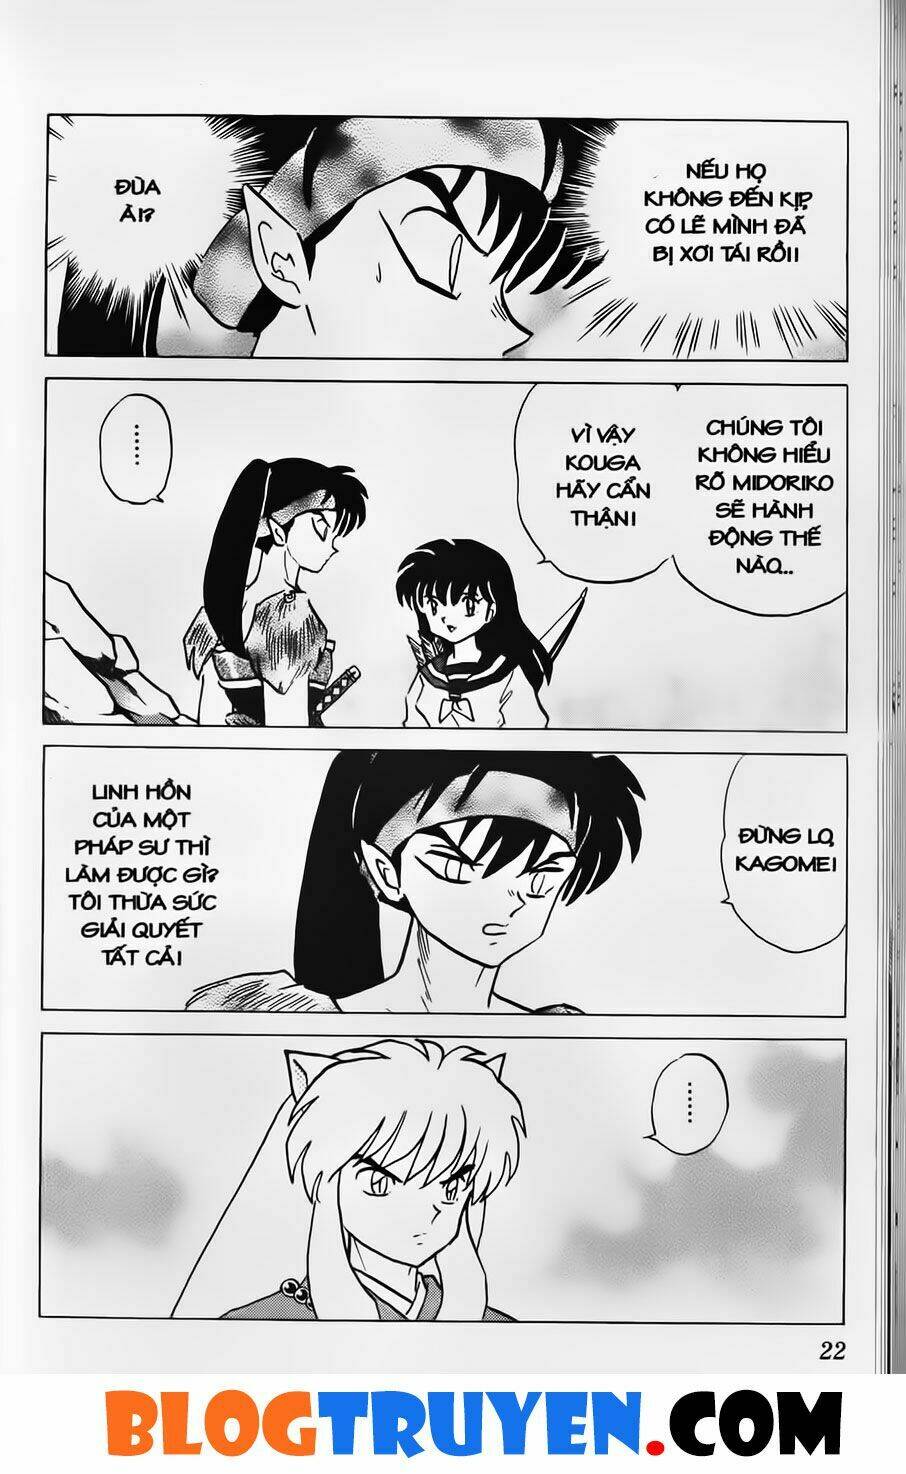 NẾU HỌ
KHÔNG ĐẾN KỊP,
CÓ LẼ MÌNH ĐÃ
BỊ XƠI TÁI RỒI!
ĐÙA
À!?
CHÚNG TÔI
KHÔNG HIỂU
RÕ MIDORIKO
SẼ HÀNH
ĐỘNG THẾ
NÀO...
VÌ VẬY
KOUGA
HÃY CẨN
THẬN!
......
ĐỪNG LO,
KAGOME!
LINH HỒN
CỦA MỘT
PHÁP SƯ THÌ
LÀM ĐƯỢC GÌ?
TÔI THỪA SỨC
GIẢI QUYẾT
TẤT CẢ!
......
22
BLOGTRUYEN.COM